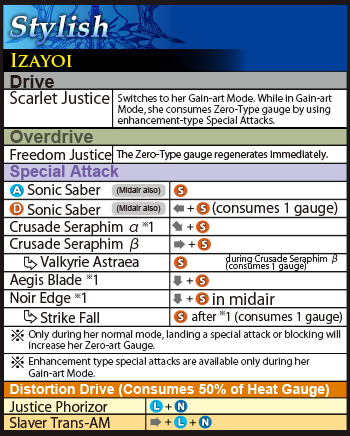 Stylish
IZAYOI
Drive
Scarlet Justice Switches to her Gain-art Mode. While in Gain-art
Mode, she consumes Zero-Type gauge by using
enhancement-type Special Attacks.
Overdrive
Freedom Justice The Zero-Type gauge regenerates immediately.
Special Attack
A Sonic Saber (Midair also) S
D Sonic Saber (Midair also) ⬅ + S (consumes 1 gauge)
Crusade Seraphim α ※1 ⬉ + S
Crusade Seraphim β ➡ + S
↳ Valkyrie Astraea S during Crusade Seraphim β
(consumes 1 gauge)
Aegis Blade ※1 ⬇ + S
Noir Edge ※1 ⬇ + S in midair
↳ Strike Fall S after ※1 (consumes 1 gauge)
※ Only during her normal mode, landing a special attack or blocking will
increase her Zero-art Gauge.
※ Enhancement type special attacks are available only during her
Gain-art Mode.
Distortion Drive (Consumes 50% of Heat Gauge)
Justice Phorizor L + N
Slaver Trans-AM ➡ + L + N